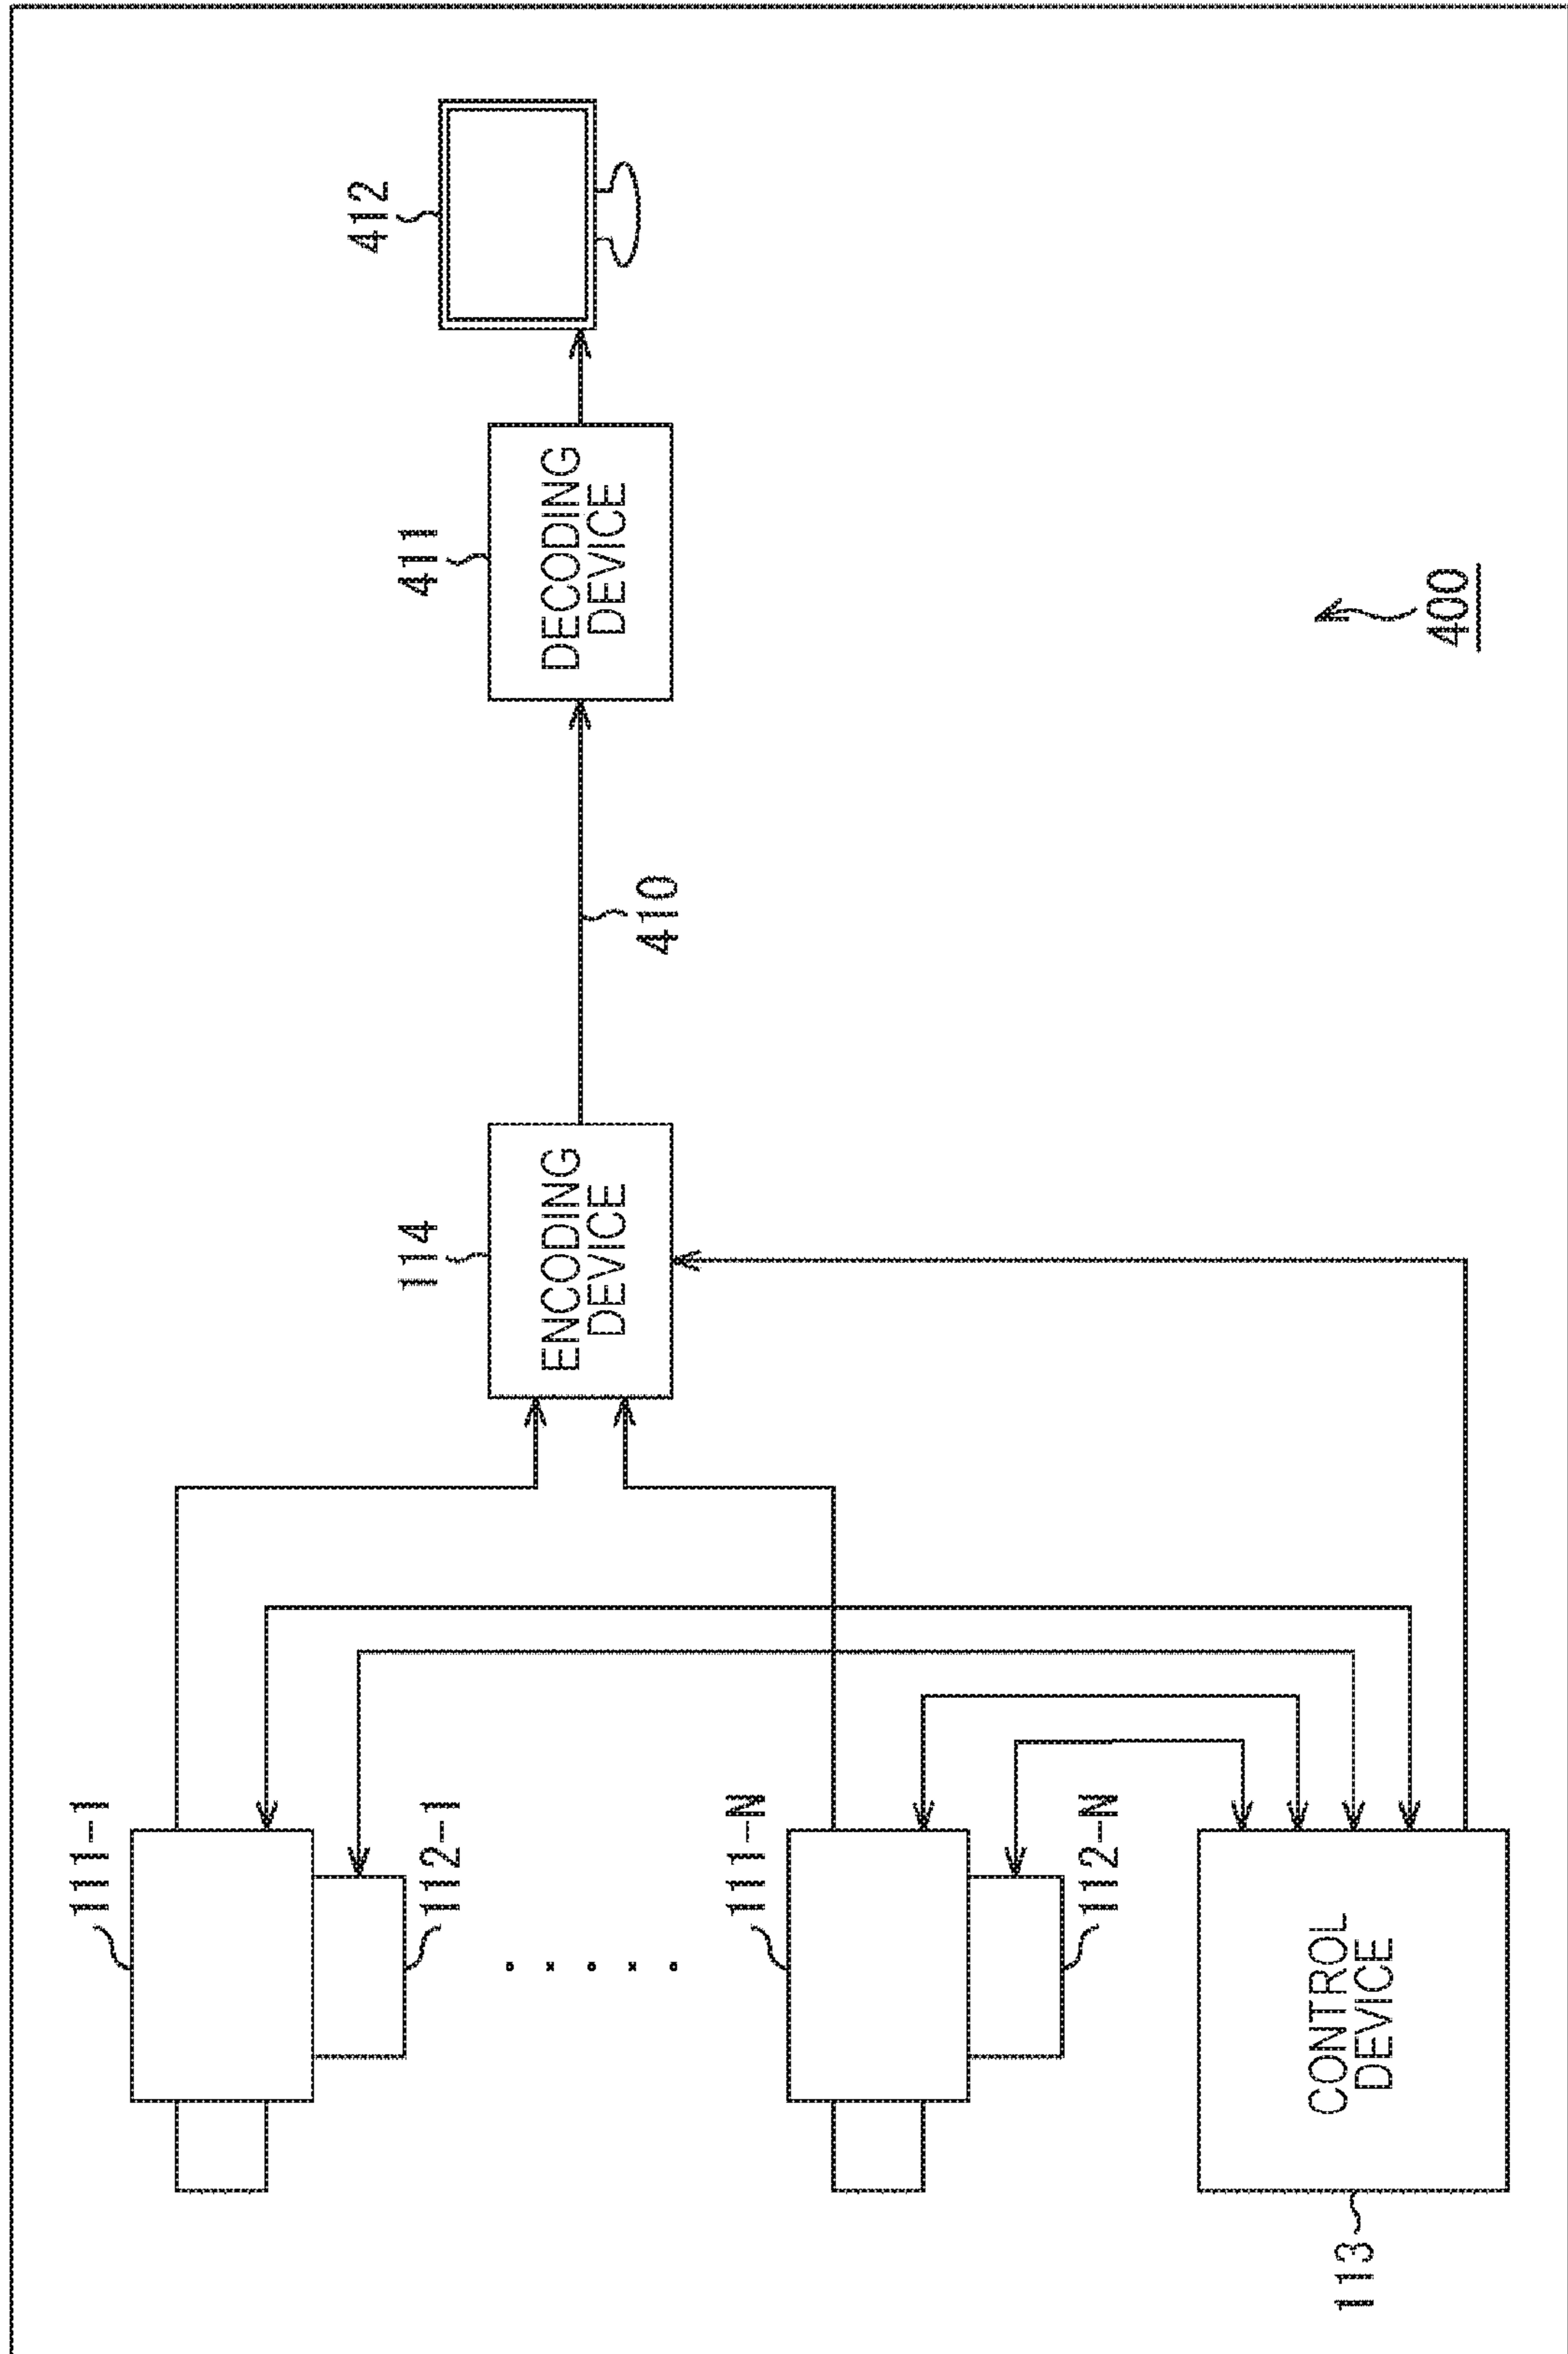 111-1
112-1
111-N
112-N
113
CONTROL
DEVICE
114
ENCODING
DEVICE
410
411
DECODING
DEVICE
412
400